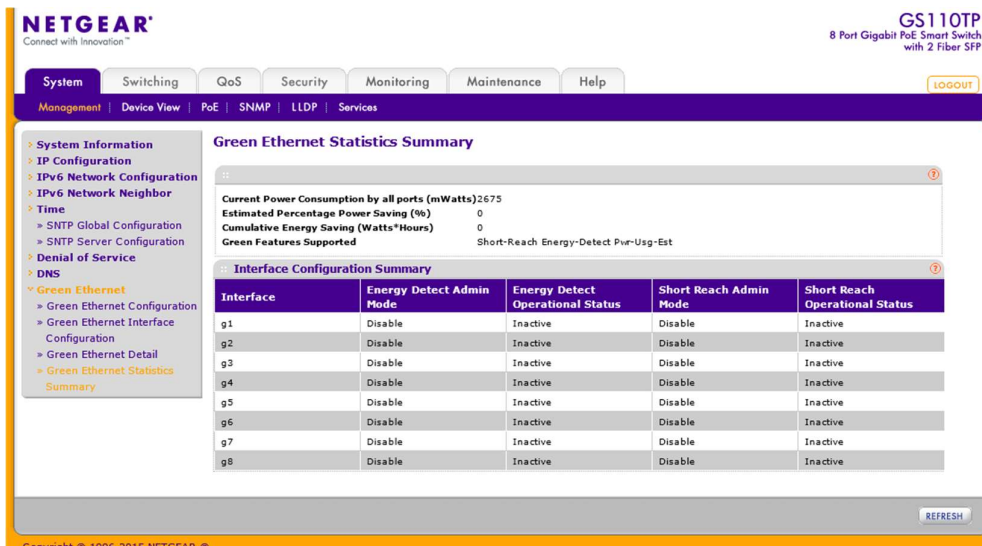 NETGEAR®
Connect with Innovation™
GS110TP
8 Port Gigabit PoE Smart Switch
with 2 Fiber SFP
System Switching QoS Security Monitoring Maintenance Help
LOGOUT
Management | Device View | PoE | SNMP | LLDP | Services
System Information
IP Configuration
IPv6 Network Configuration
IPv6 Network Neighbor
Time
» SNTP Global Configuration
» SNTP Server Configuration
Denial of Service
DNS
Green Ethernet
» Green Ethernet Configuration
» Green Ethernet Interface
Configuration
» Green Ethernet Detail
» Green Ethernet Statistics
Summary
Green Ethernet Statistics Summary
Current Power Consumption by all ports (mWatts) 2675
Estimated Percentage Power Saving (%) 0
Cumulative Energy Saving (Watts*Hours) 0
Green Features Supported Short-Reach Energy-Detect Pwr-Usg-Est
Interface Configuration Summary
Interface Energy Detect Admin Mode Energy Detect Operational Status Short Reach Admin Mode Short Reach Operational Status
g1 Disable Inactive Disable Inactive
g2 Disable Inactive Disable Inactive
g3 Disable Inactive Disable Inactive
g4 Disable Inactive Disable Inactive
g5 Disable Inactive Disable Inactive
g6 Disable Inactive Disable Inactive
g7 Disable Inactive Disable Inactive
g8 Disable Inactive Disable Inactive
REFRESH
Copyright © 1996-2015 NETGEAR ®